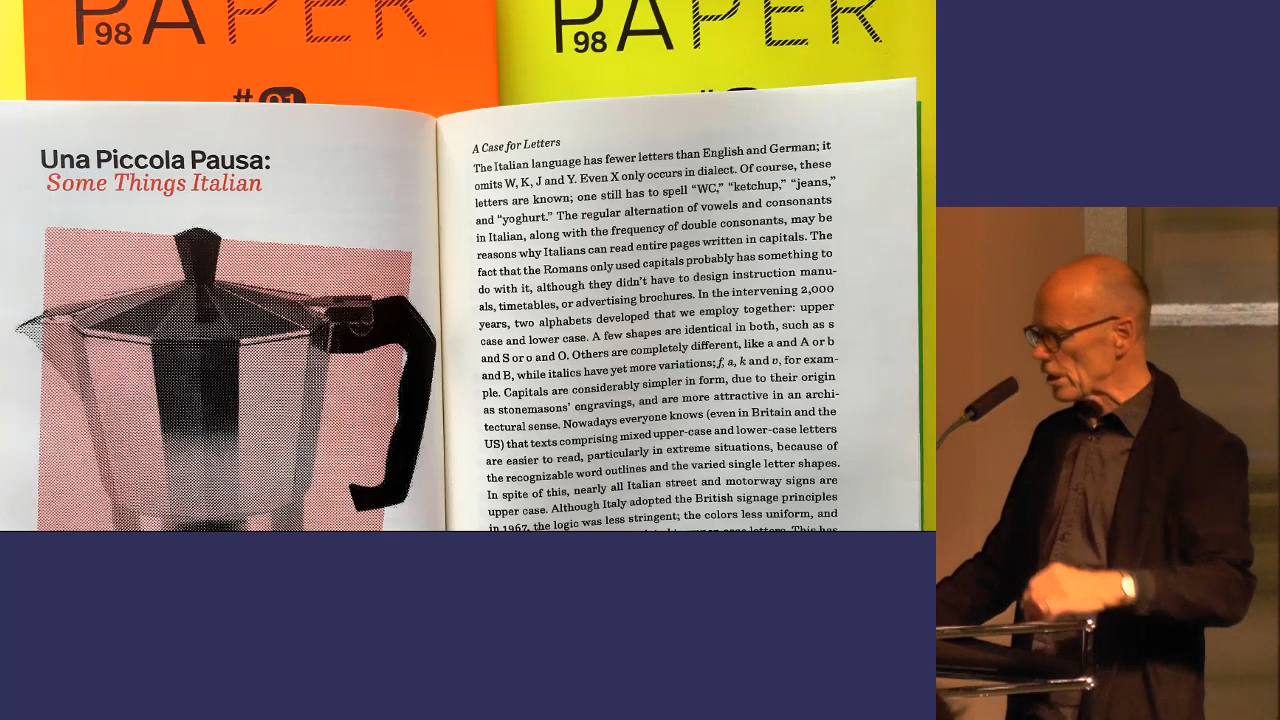 PAPER
98
PAPER
98
#01
#
Una Piccola Pausa:
Some Things Italian
A Case for Letters
The Italian language has fewer letters than English and German; it
omits W, K, J and Y. Even X only occurs in dialect. Of course, these
letters are known; one still has to spell “WC,” “ketchup,” “jeans,”
and “yoghurt.” The regular alternation of vowels and consonants
in Italian, along with the frequency of double consonants, may be
reasons why Italians can read entire pages written in capitals. The
fact that the Romans only used capitals probably has something to
do with it, although they didn’t have to design instruction manu-
als, timetables, or advertising brochures. In the intervening 2,000
years, two alphabets developed that we employ together: upper
case and lower case. A few shapes are identical in both, such as s
and S or o and O. Others are completely different, like a and A or b
and B, while italics have yet more variations; f, a, k and v, for exam-
ple. Capitals are considerably simpler in form, due to their origin
as stonemasons’ engravings, and are more attractive in an archi-
tectural sense. Nowadays everyone knows (even in Britain and the
US) that texts comprising mixed upper-case and lower-case letters
are easier to read, particularly in extreme situations, because of
the recognizable word outlines and the varied single letter shapes.
In spite of this, nearly all Italian street and motorway signs are
upper case. Although Italy adopted the British signage principles
in 1967, the logic was less stringent; the colors less uniform, and
upper-case letters. This has